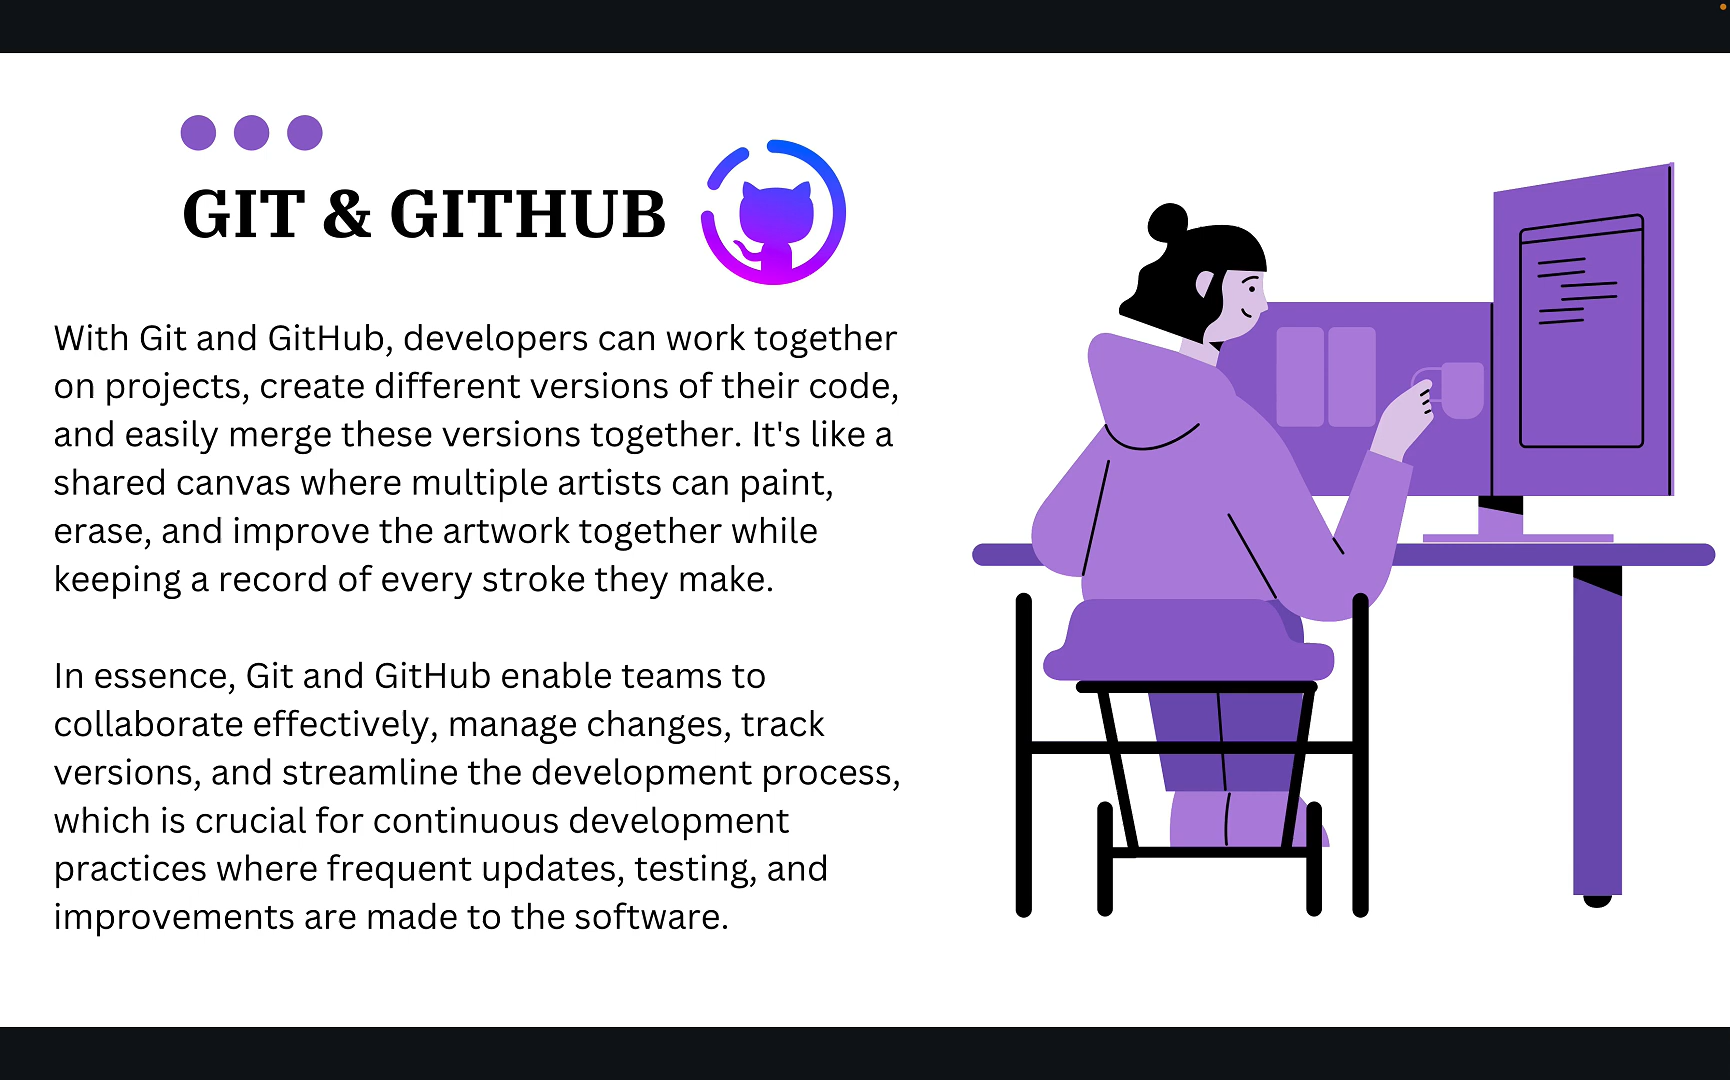 GIT & GITHUB
With Git and GitHub, developers can work together
on projects, create different versions of their code,
and easily merge these versions together. It's like a
shared canvas where multiple artists can paint,
erase, and improve the artwork together while
keeping a record of every stroke they make.
In essence, Git and GitHub enable teams to
collaborate effectively, manage changes, track
versions, and streamline the development process,
which is crucial for continuous development
practices where frequent updates, testing, and
improvements are made to the software.